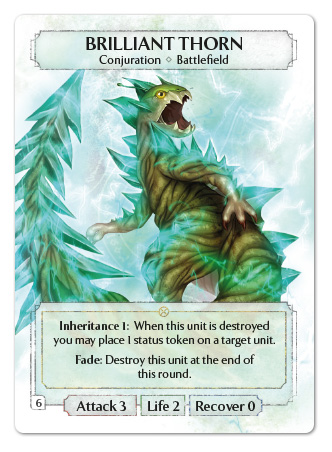 BRILLIANT THORN
Conjuration ◇ Battlefield
Inheritance 1: When this unit is destroyed
you may place 1 status token on a target unit.
Fade: Destroy this unit at the end of
this round.
6
Attack 3
Life 2
Recover 0